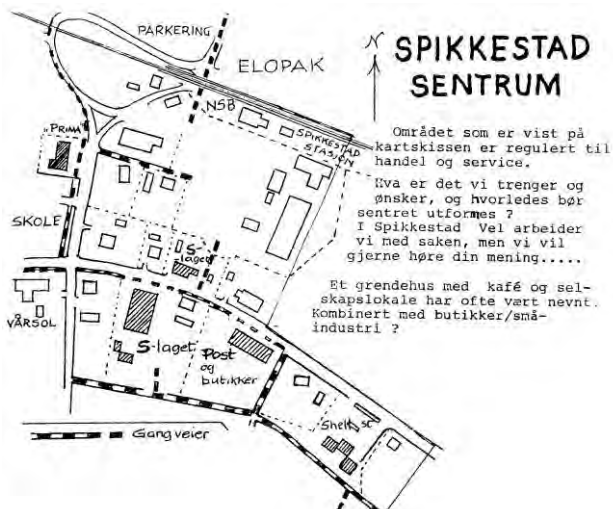 PARKERING
ELOPAK
N
SPIKKESTAD
SENTRUM
NSB
SPIKKESTAD
STASJON
"PRIMA
Området som er vist på
kartskissen er regulert til
handel og service.
Hva er det vi trenger og
ønsker, og hvorledes bør
sentret utformes ?
I Spikkestad Vel arbeider
vi med saken, men vi vil
gjerne høre din mening.....
SKOLE
S-
laget
Et grendehus med kafé og sel-
skapslokale har ofte vært nevnt.
Kombinert med butikker/små-
industri ?
VÅRSOL
S-laget
Post
og
butikker
Shell st
Gangveier